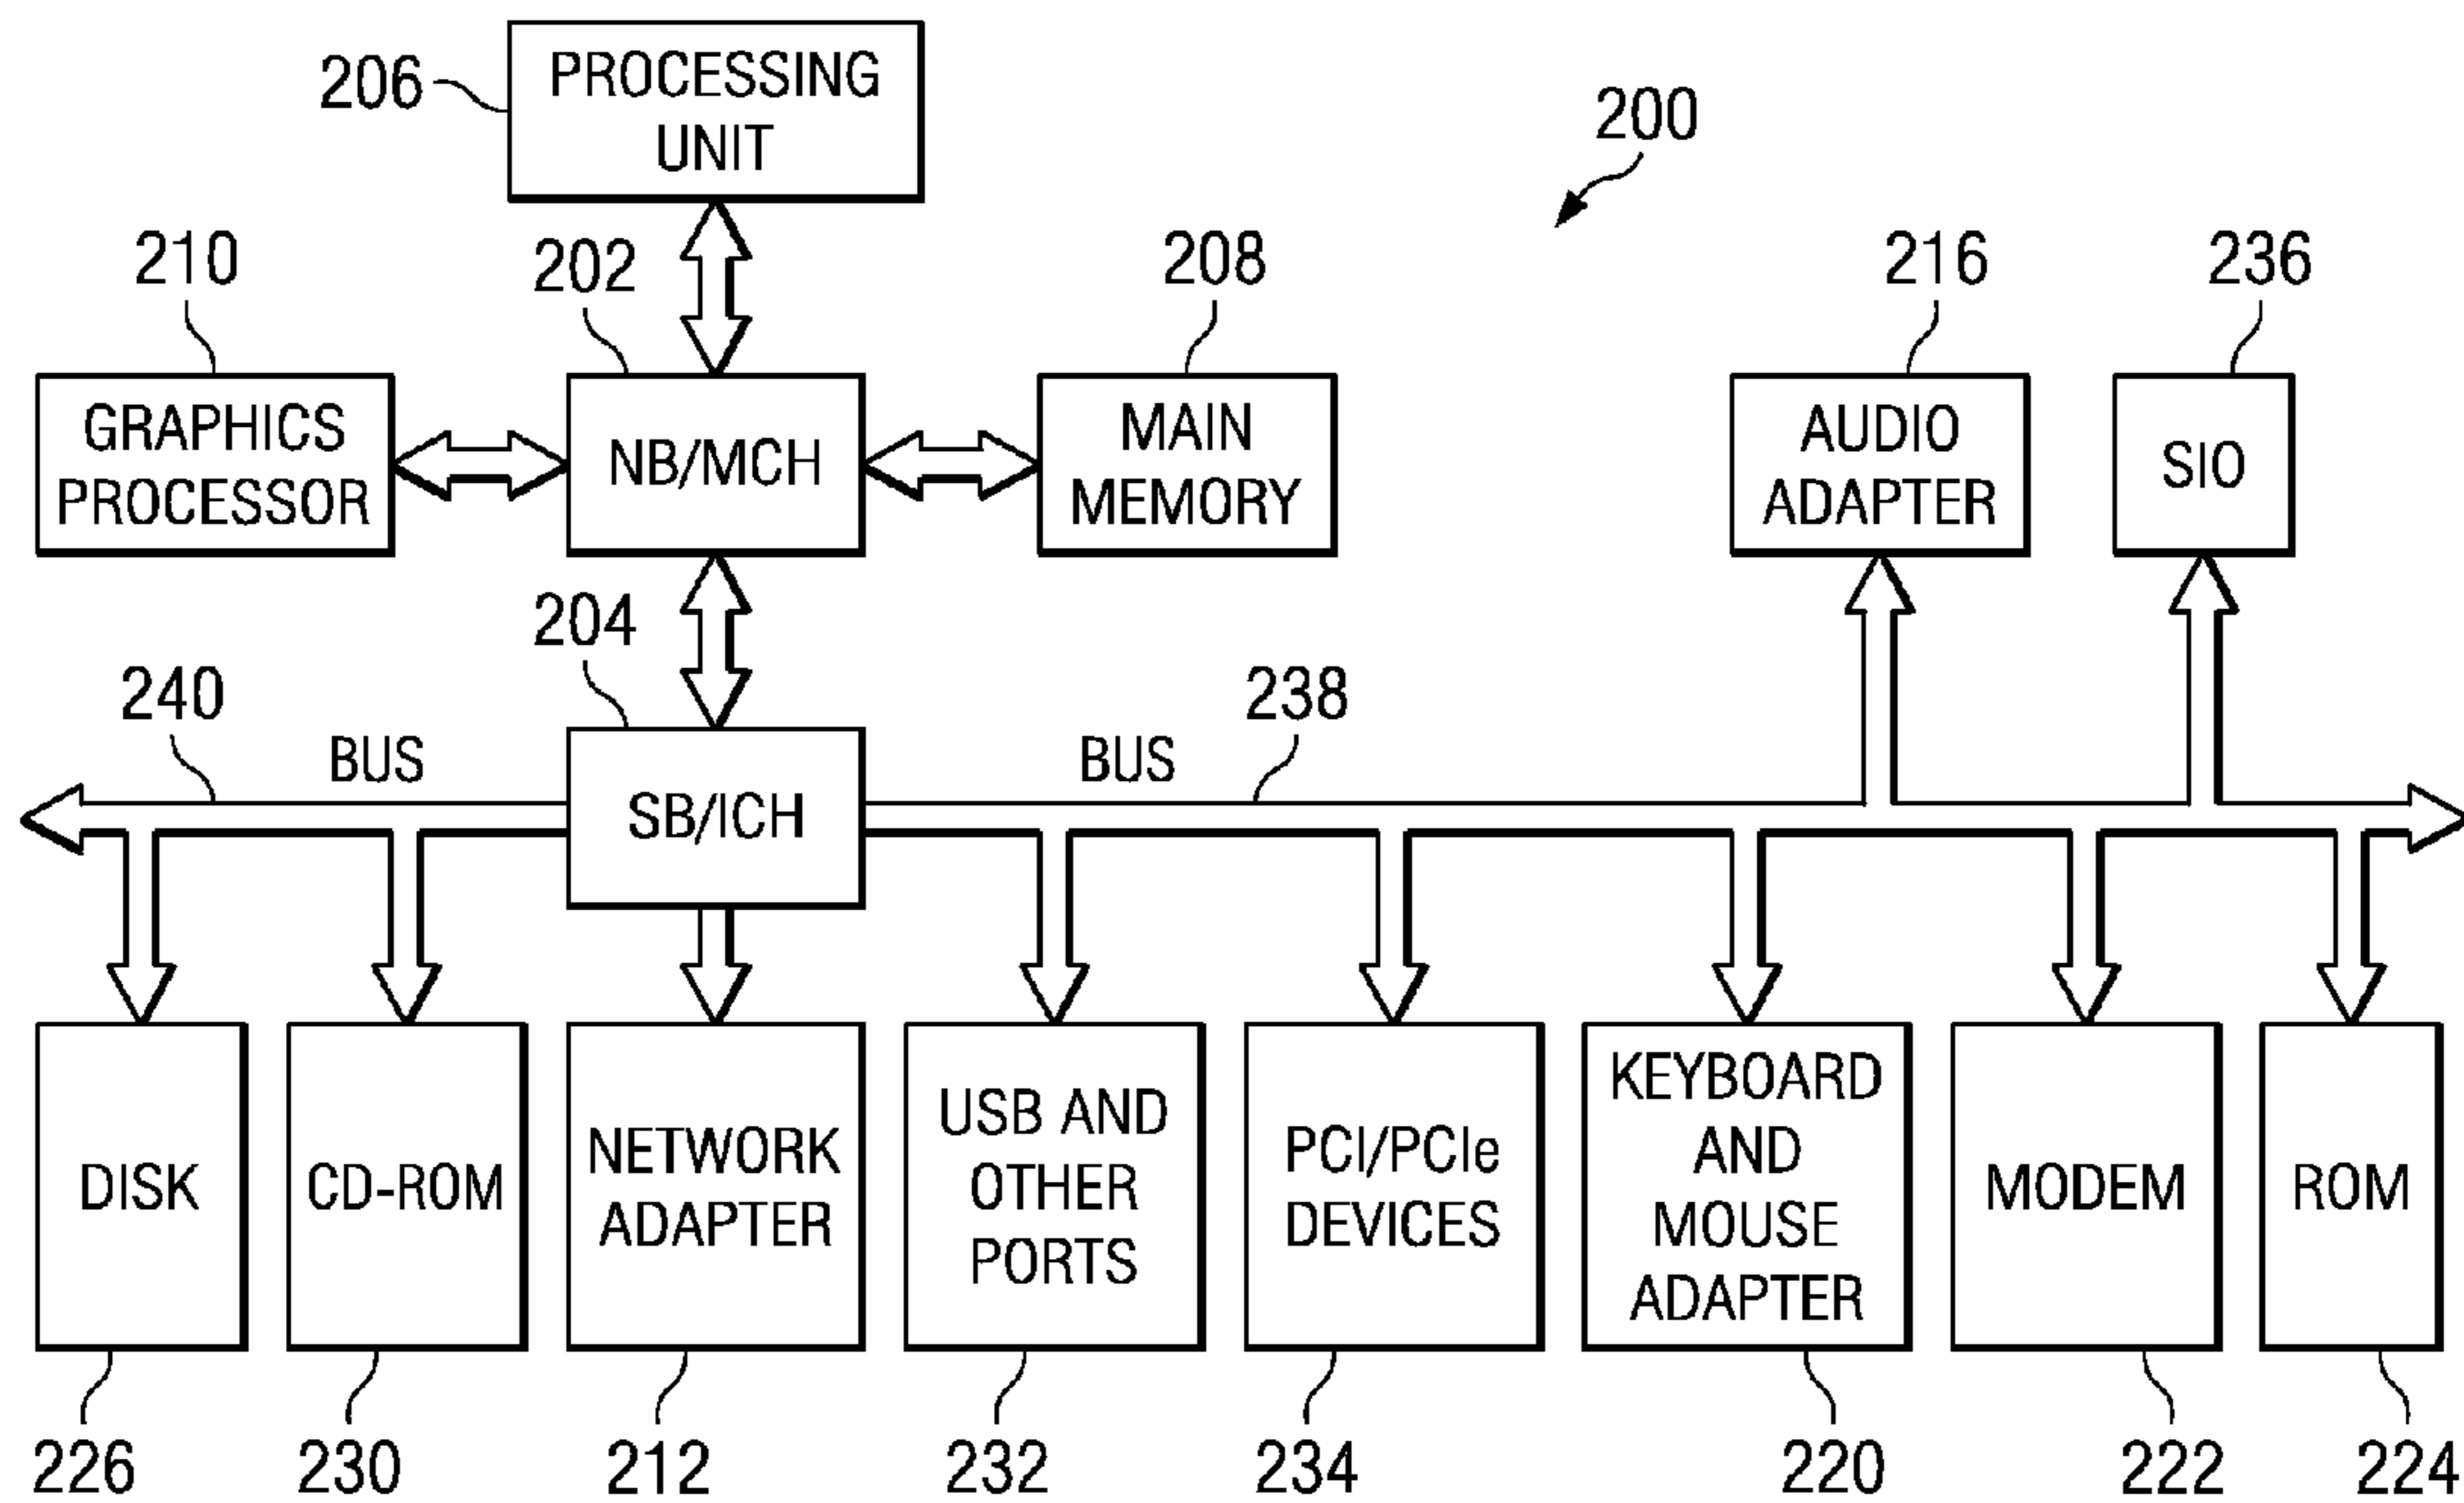 206
PROCESSING
UNIT
200
210
202
208
216
236
GRAPHICS
PROCESSOR
NB/MCH
MAIN
MEMORY
AUDIO
ADAPTER
SIO
204
240
BUS
238
BUS
SB/ICH
DISK
CD-ROM
NETWORK
ADAPTER
USB AND
OTHER
PORTS
PCI/PCIe
DEVICES
KEYBOARD
AND
MOUSE
ADAPTER
MODEM
ROM
226
230
212
232
234
220
222
224